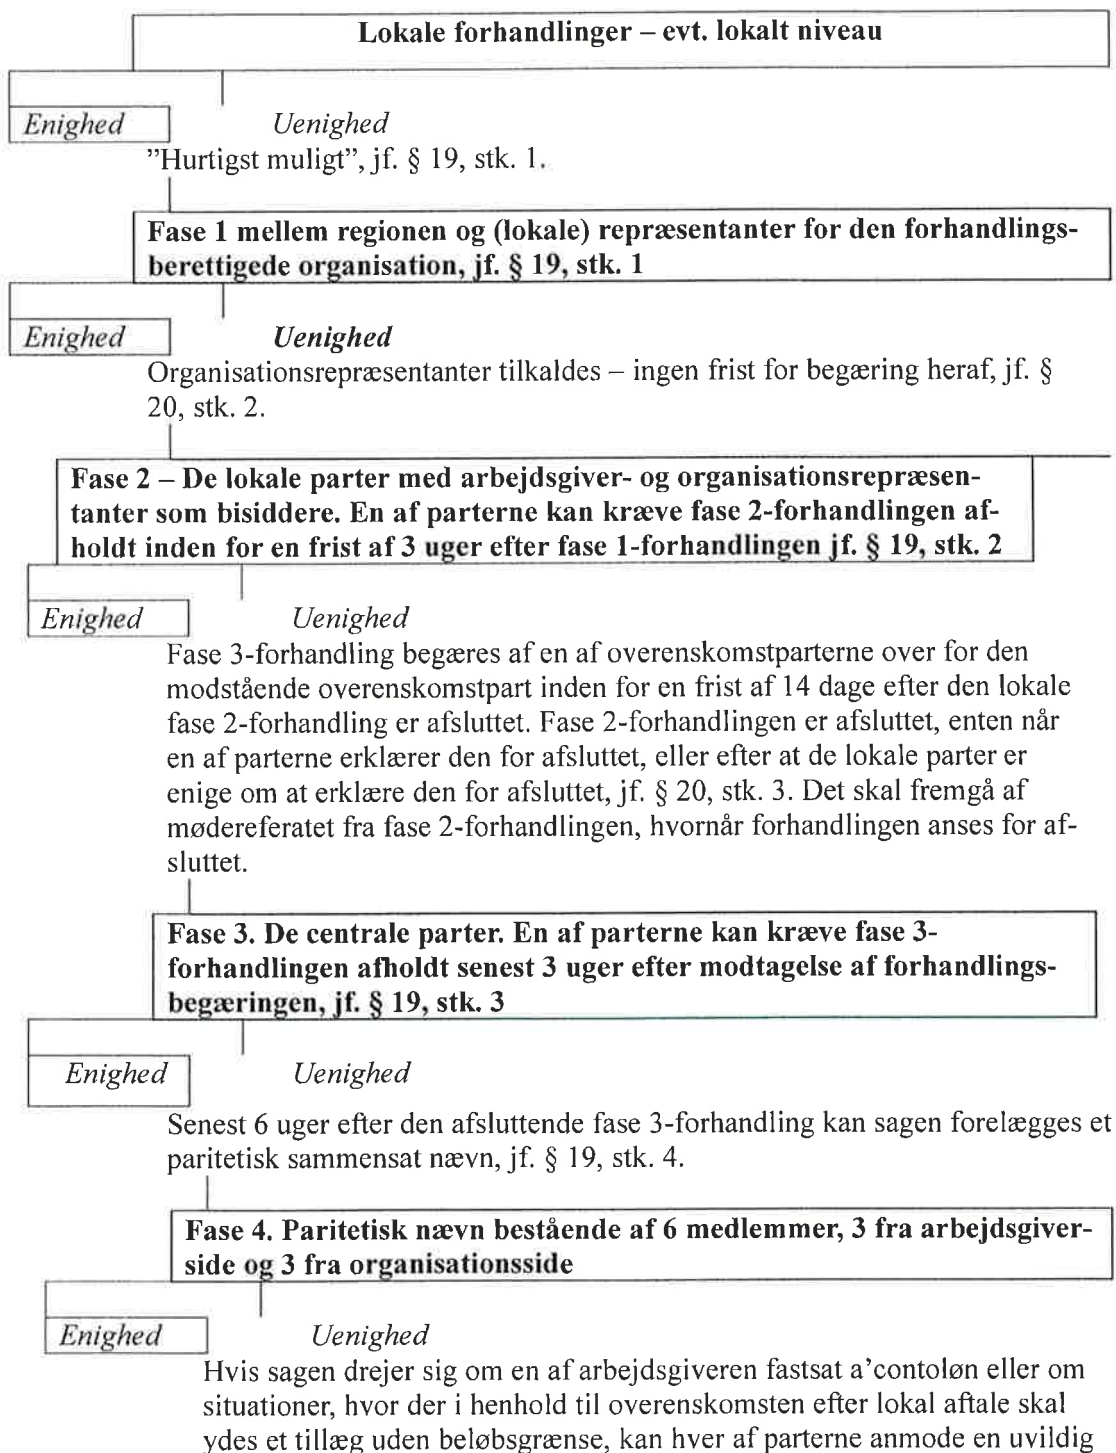 Lokale forhandlinger – evt. lokalt niveau
Enighed Uenighed
”Hurtigst muligt”, jf. § 19, stk. 1.
Fase 1 mellem regionen og (lokale) repræsentanter for den forhandlings-
berettigede organisation, jf. § 19, stk. 1
Enighed Uenighed
Organisationsrepræsentanter tilkaldes – ingen frist for begæring heraf, jf. §
20, stk. 2.
Fase 2 – De lokale parter med arbejdsgiver- og organisationsrepræsen-
tanter som bisiddere. En af parterne kan kræve fase 2-forhandlingen af-
holdt inden for en frist af 3 uger efter fase 1-forhandlingen jf. § 19, stk. 2
Enighed Uenighed
Fase 3-forhandling begæres af en af overenskomstparterne over for den
modstående overenskomstpart inden for en frist af 14 dage efter den lokale
fase 2-forhandling er afsluttet. Fase 2-forhandlingen er afsluttet, enten når
en af parterne erklærer den for afsluttet, eller efter at de lokale parter er
enige om at erklære den for afsluttet, jf. § 20, stk. 3. Det skal fremgå af
mødereferatet fra fase 2-forhandlingen, hvornår forhandlingen anses for af-
sluttet.
Fase 3. De centrale parter. En af parterne kan kræve fase 3-
forhandlingen afholdt senest 3 uger efter modtagelse af forhandlings-
begæringen, jf. § 19, stk. 3
Enighed Uenighed
Senest 6 uger efter den afsluttende fase 3-forhandling kan sagen forelægges et
paritetisk sammensat nævn, jf. § 19, stk. 4.
Fase 4. Paritetisk nævn bestående af 6 medlemmer, 3 fra arbejdsgiver-
side og 3 fra organisationsside
Enighed Uenighed
Hvis sagen drejer sig om en af arbejdsgiveren fastsat a’contoløn eller om
situationer, hvor der i henhold til overenskomsten efter lokal aftale skal
ydes et tillæg uden beløbsgrænse, kan hver af parterne anmode en uvildig